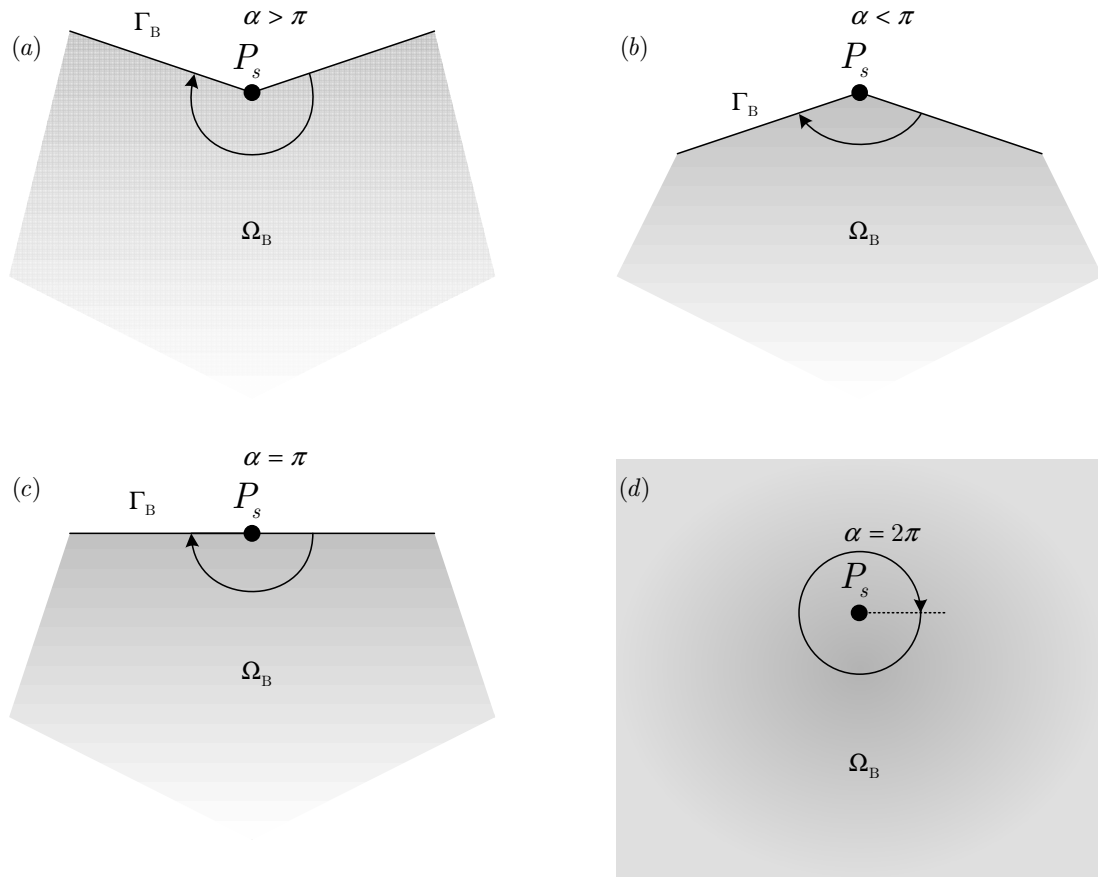 (a)
α > π
Γ_B
P_s
Ω_B
(b)
α < π
P_s
Γ_B
Ω_B
(c)
α = π
Γ_B
P_s
Ω_B
(d)
α = 2π
P_s
Ω_B